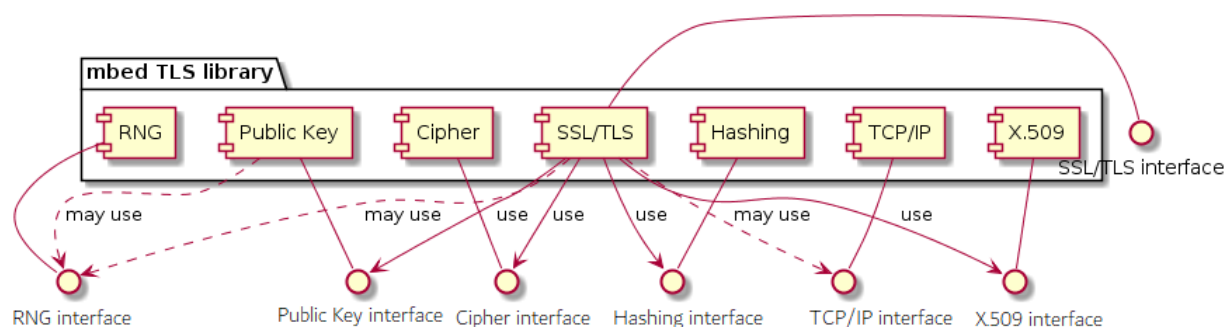 mbed TLS library
RNG
Public Key
Cipher
SSL/TLS
Hashing
TCP/IP
X.509
SSL/TLS interface
may use
may use
use
use
use
may use
use
RNG interface
Public Key interface
Cipher interface
Hashing interface
TCP/IP interface
X.509 interface